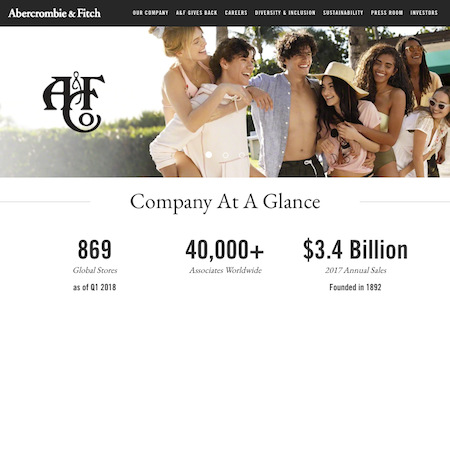 Abercrombie & Fitch OUR COMPANY A&F GIVES BACK CAREERS DIVERSITY & INCLUSION SUSTAINABILITY PRESS ROOM INVESTORS
A & F Co
Company At A Glance
869 40,000+ $3.4 Billion
Global Stores Associates Worldwide 2017 Annual Sales
as of Q1 2018 Founded in 1892